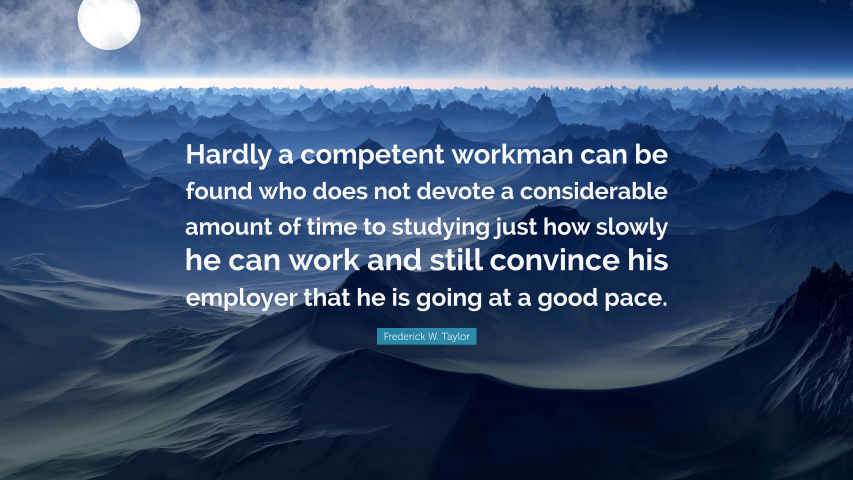 Hardly a competent workman can be
found who does not devote a considerable
amount of time to studying just how slowly
he can work and still convince his
employer that he is going at a good pace.
Frederick W. Taylor